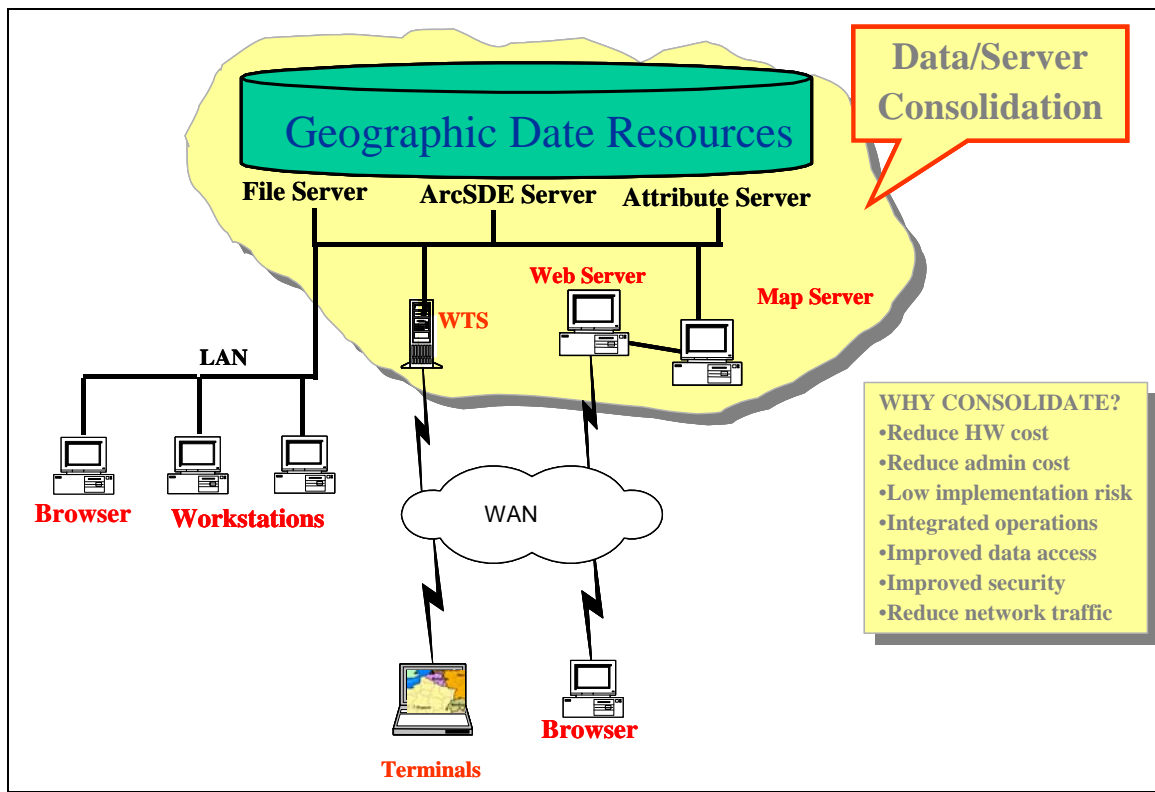 Data/Server
Consolidation
Geographic Date Resources
File Server
ArcSDE Server
Attribute Server
Web Server
Map Server
WTS
LAN
Browser
Workstations
WAN
WHY CONSOLIDATE?
•Reduce HW cost
•Reduce admin cost
•Low implementation risk
•Integrated operations
•Improved data access
•Improved security
•Reduce network traffic
Browser
Terminals